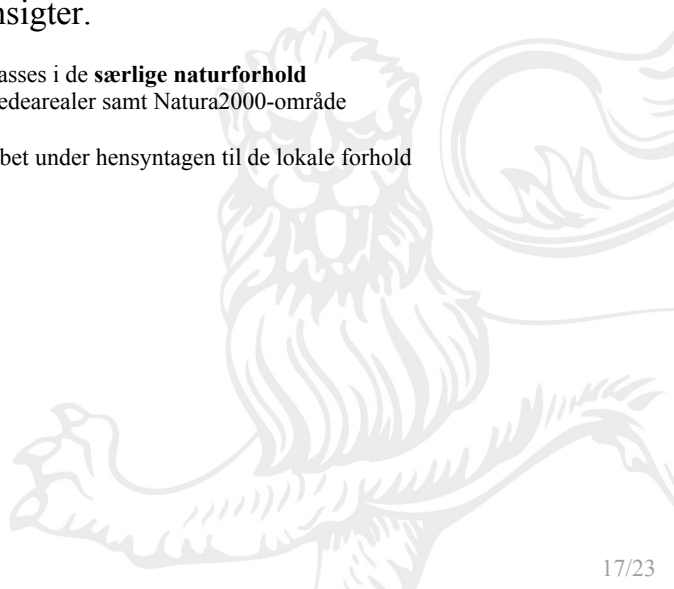 nsigter.
asses i de særlige naturforhold
edearealer samt Natura2000-område
bet under hensyntagen til de lokale forhold
17/23